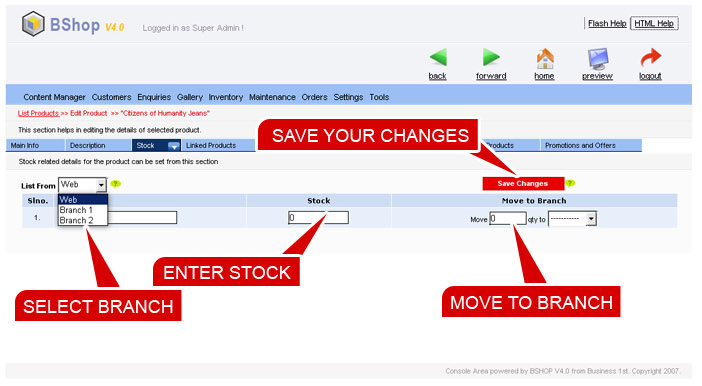 BShop V4.0 Logged in as Super Admin !
Flash Help HTML Help
back forward home preview logout
Content Manager Customers Enquiries Gallery Inventory Maintenance Orders Settings Tools
List Products >> Edit Product >> "Citizens of Humanity Jeans"
This section helps in editing the details of selected product.
SAVE YOUR CHANGES
Main Info Description Stock Linked Products Products Promotions and Offers
Stock related details for the product can be set from this section
List From Web ? Save Changes ?
Slno. Stock Move to Branch
Web
Branch 1
Branch 2
1. 0 Move 0 qty to -----------
ENTER STOCK
SELECT BRANCH
MOVE TO BRANCH
Console Area powered by BSHOP V4.0 from Business 1st. Copyright 2007.